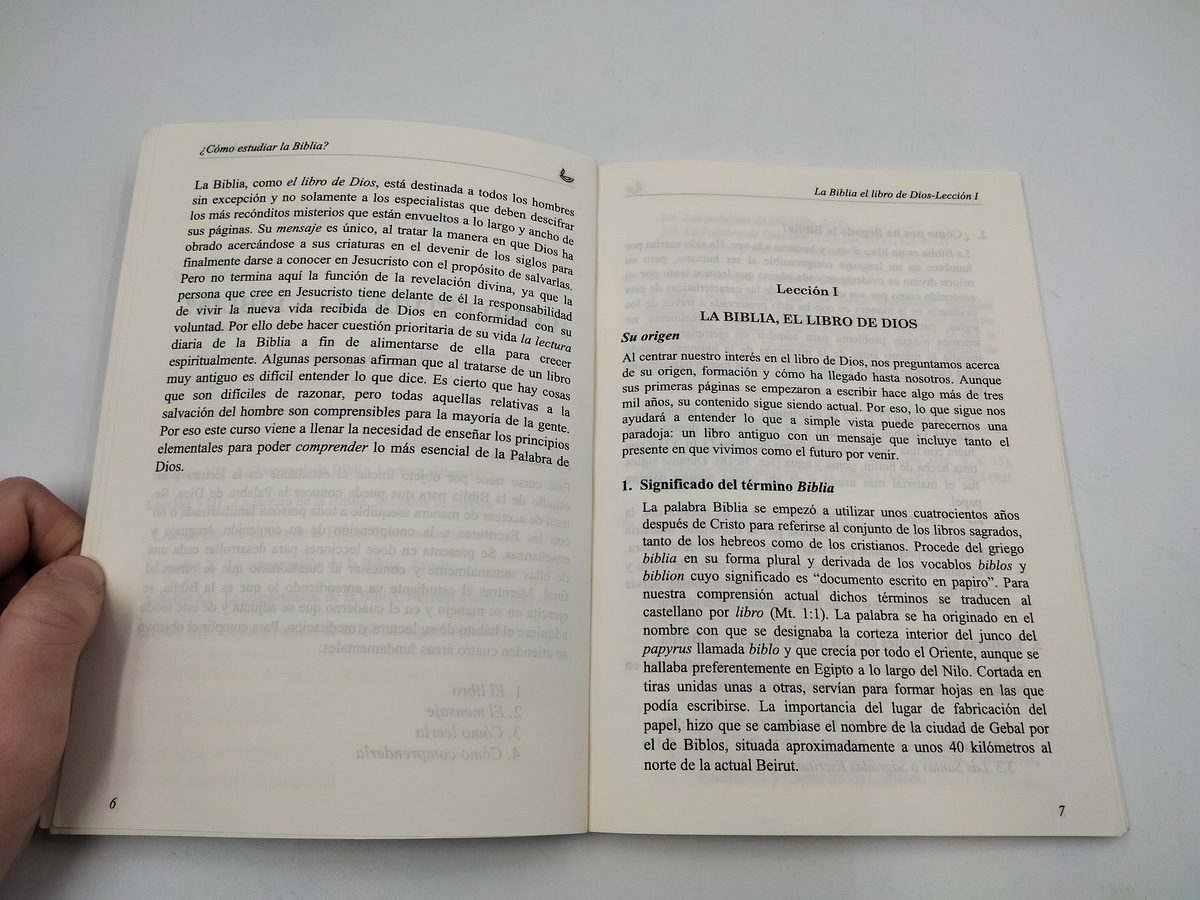 ¿Cómo estudiar la Biblia?
La Biblia, como el libro de Dios, está destinada a todos los hombres
sin excepción y no solamente a los especialistas que deben descifrar
los más recónditos misterios que están envueltos a lo largo y ancho de
sus páginas. Su mensaje es único, al tratar la manera en que Dios ha
obrado acercándose a sus criaturas en el devenir de los siglos para
finalmente darse a conocer en Jesucristo con el propósito de salvarlas.
Pero no termina aquí la función de la revelación divina, ya que la
persona que cree en Jesucristo tiene delante de él la responsabilidad
de vivir la nueva vida recibida de Dios en conformidad con su
voluntad. Por ello debe hacer cuestión prioritaria de su vida la lectura
diaria de la Biblia a fin de alimentarse de ella para crecer
espiritualmente. Algunas personas afirman que al tratarse de un libro
muy antiguo es difícil entender lo que dice. Es cierto que hay cosas
que son difíciles de razonar, pero todas aquellas relativas a la
salvación del hombre son comprensibles para la mayoría de la gente.
Por eso este curso viene a llenar la necesidad de enseñar los principios
elementales para poder comprender lo más esencial de la Palabra de
Dios.
6
La Biblia el libro de Dios-Lección I
Lección I
LA BIBLIA, EL LIBRO DE DIOS
Su origen
Al centrar nuestro interés en el libro de Dios, nos preguntamos acerca
de su origen, formación y cómo ha llegado hasta nosotros. Aunque
sus primeras páginas se empezaron a escribir hace algo más de tres
mil años, su contenido sigue siendo actual. Por eso, lo que sigue nos
ayudará a entender lo que a simple vista puede parecernos una
paradoja: un libro antiguo con un mensaje que incluye tanto el
presente en que vivimos como el futuro por venir.
1. Significado del término Biblia
La palabra Biblia se empezó a utilizar unos cuatrocientos años
después de Cristo para referirse al conjunto de los libros sagrados,
tanto de los hebreos como de los cristianos. Procede del griego
biblia en su forma plural y derivada de los vocablos biblos y
biblion cuyo significado es “documento escrito en papiro”. Para
nuestra comprensión actual dichos términos se traducen al
castellano por libro (Mt. 1:1). La palabra se ha originado en el
nombre con que se designaba la corteza interior del junco del
papyrus llamada biblo y que crecía por todo el Oriente, aunque se
hallaba preferentemente en Egipto a lo largo del Nilo. Cortada en
tiras unidas unas a otras, servían para formar hojas en las que
podía escribirse. La importancia del lugar de fabricación del
papel, hizo que se cambiase el nombre de la ciudad de Gebal por
el de Biblos, situada aproximadamente a unos 40 kilómetros al
norte de la actual Beirut.
7